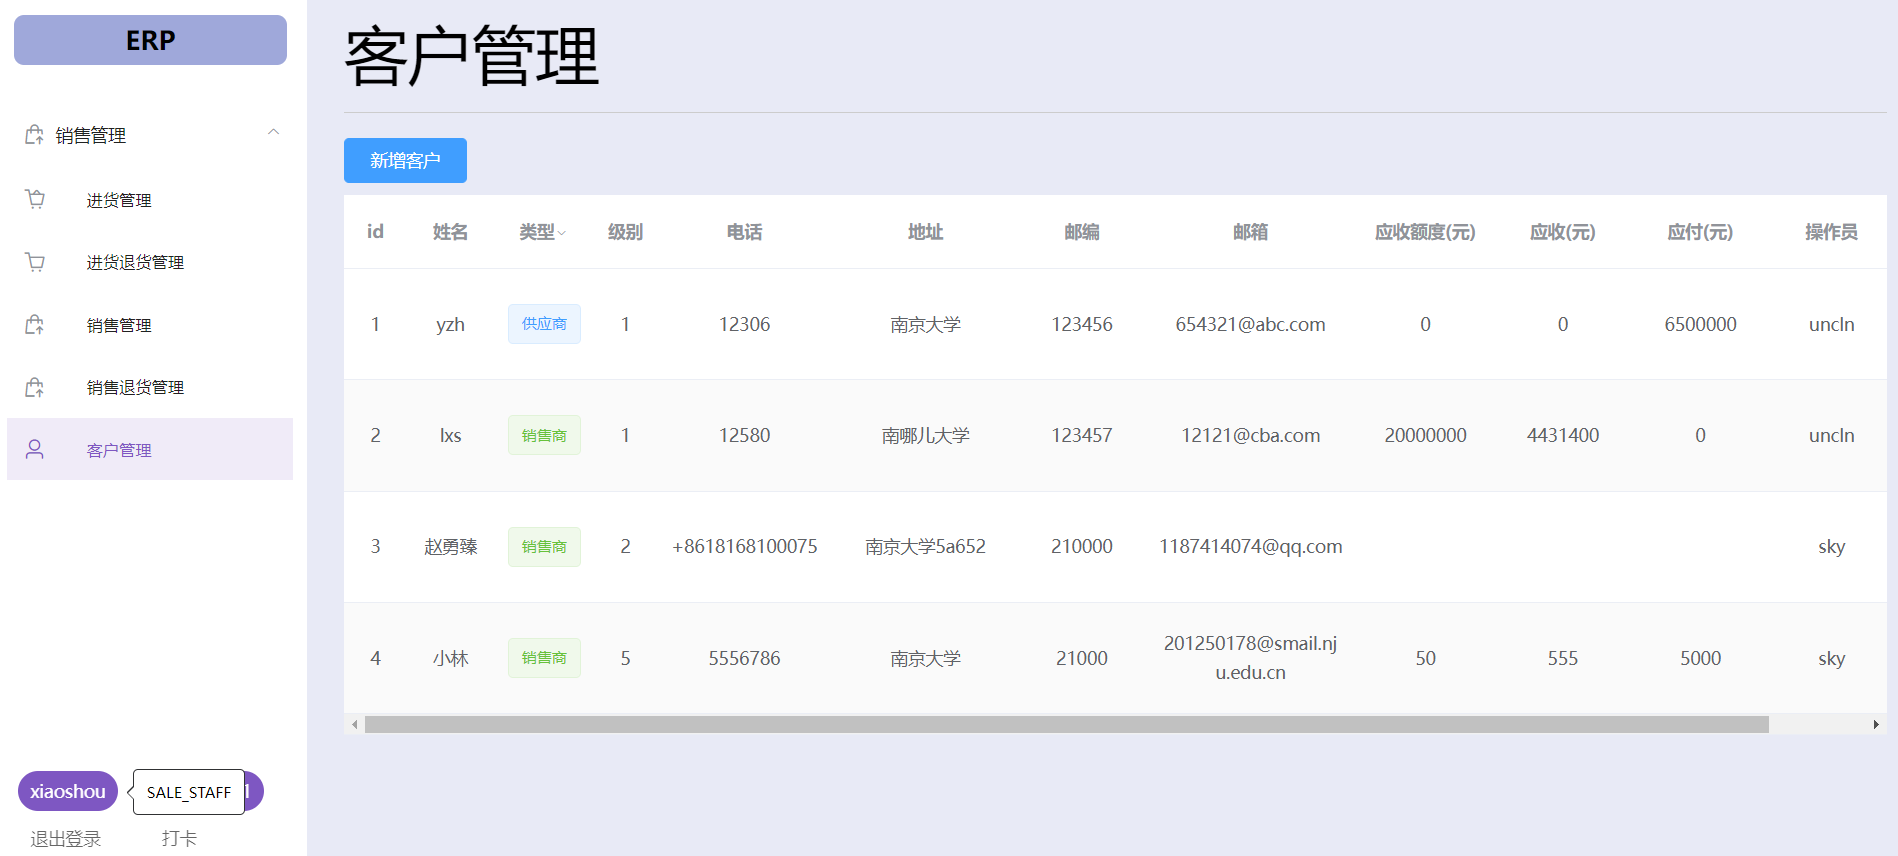 ERP
销售管理
进货管理
进货退货管理
销售管理
销售退货管理
客户管理
xiaoshou
SALE_STAFF
退出登录 打卡
客户管理
新增客户
id 姓名 类型 级别 电话 地址 邮编 邮箱 应收额度(元) 应收(元) 应付(元) 操作员
1 yzh 供应商 1 12306 南京大学 123456 654321@abc.com 0 0 6500000 uncln
2 lxs 销售商 1 12580 南哪儿大学 123457 12121@cba.com 20000000 4431400 0 uncln
3 赵勇臻 销售商 2 +8618168100075 南京大学5a652 210000 1187414074@qq.com sky
4 小林 销售商 5 5556786 南京大学 21000 201250178@smail.nj
u.edu.cn 50 555 5000 sky